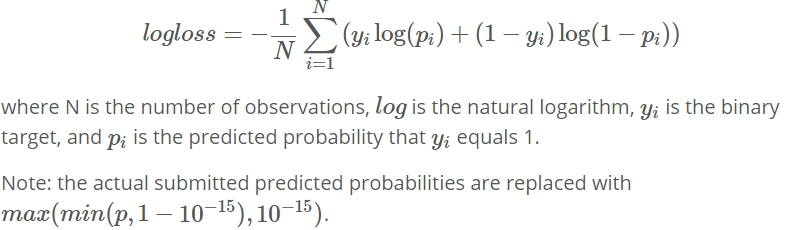 logloss = -\frac{1}{N} \sum_{i=1}^{N} (y_i \log(p_i) + (1 - y_i) \log(1 - p_i))
where N is the number of observations, log is the natural logarithm, y_i is the binary
target, and p_i is the predicted probability that y_i equals 1.
Note: the actual submitted predicted probabilities are replaced with
max(min(p, 1 - 10^{-15}), 10^{-15}).